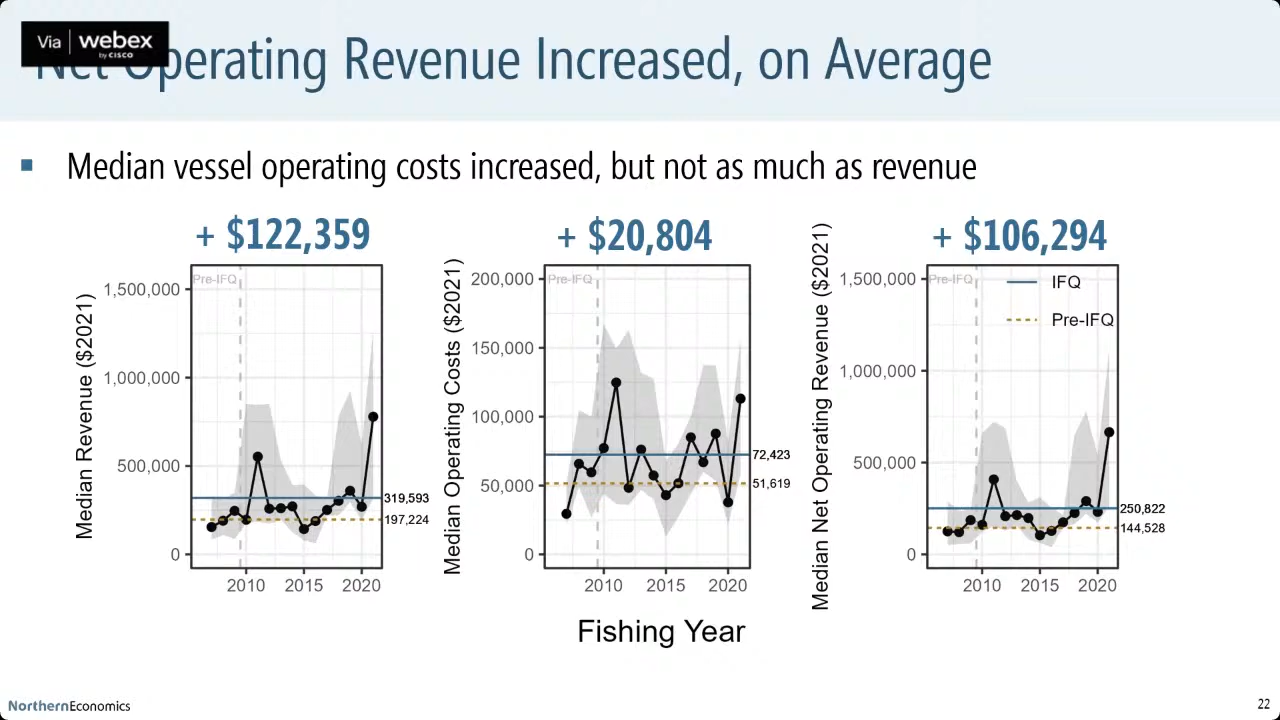 Via webex
by CISCO
Net Operating Revenue Increased, on Average
Median vessel operating costs increased, but not as much as revenue
+ $122,359
+ $20,804
+ $106,294
Median Revenue ($2021)
1,500,000
1,000,000
500,000
0
Pre-IFQ
319,593
197,224
2010 2015 2020
Median Operating Costs ($2021)
200,000
150,000
100,000
50,000
0
Pre-IFQ
72,423
51,619
2010 2015 2020
Median Net Operating Revenue ($2021)
1,500,000
1,000,000
500,000
0
Pre-IFQ
IFQ
Pre-IFQ
250,822
144,528
2010 2015 2020
Fishing Year
NorthernEconomics
22